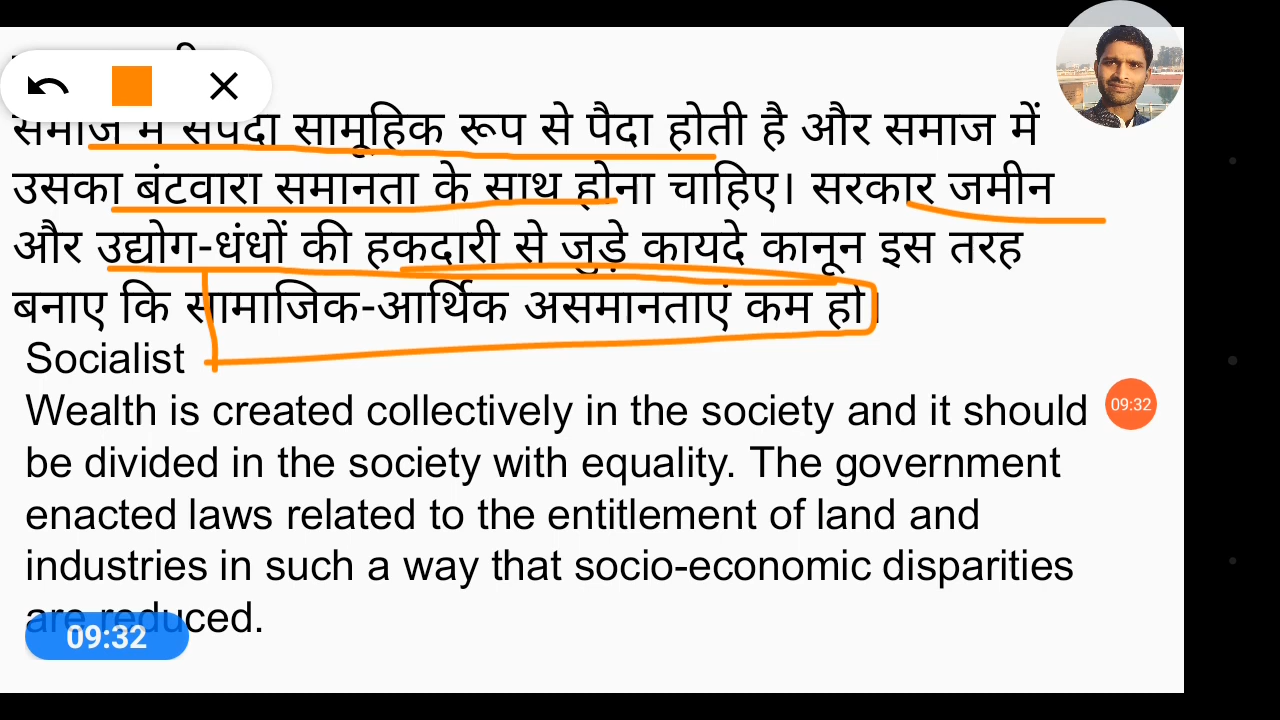 समाज में संपदा सामूहिक रूप से पैदा होती है और समाज में
उसका बंटवारा समानता के साथ होना चाहिए। सरकार जमीन
और उद्योग-धंधों की हकदारी से जुड़े कायदे कानून इस तरह
बनाए कि सामाजिक-आर्थिक असमानताएं कम हो।
Socialist
Wealth is created collectively in the society and it should
09:32
be divided in the society with equality. The government
enacted laws related to the entitlement of land and
industries in such a way that socio-economic disparities
are reduced.
09:32